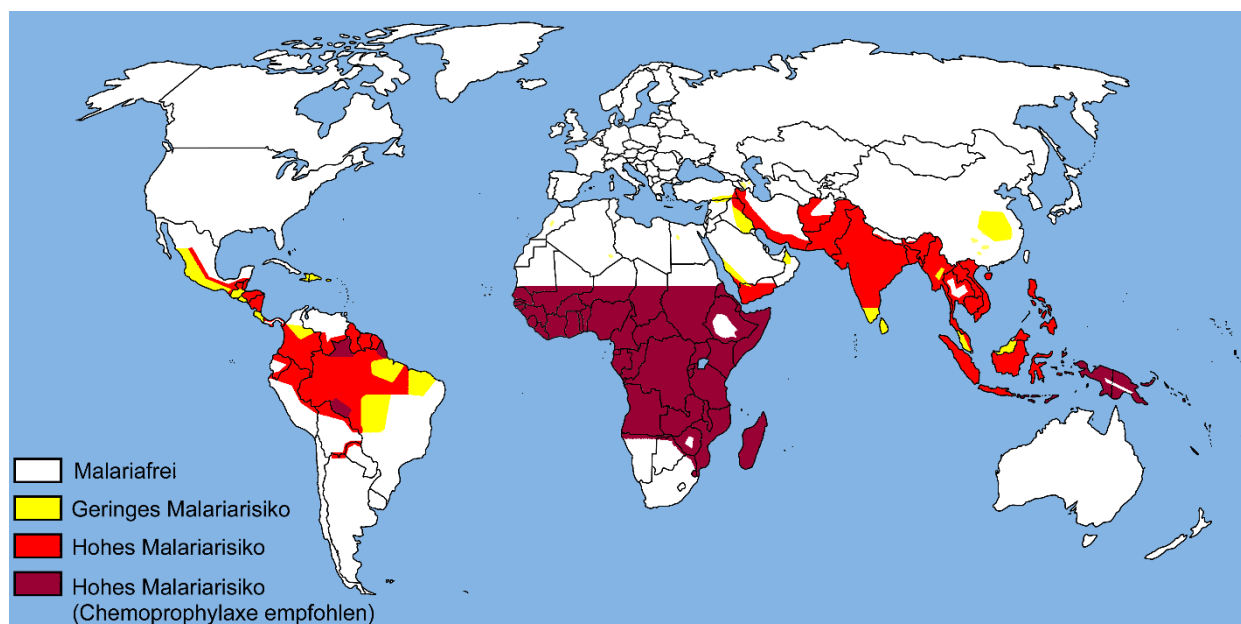 Malariafrei
Geringes Malariarisiko
Hohes Malariarisiko
Hohes Malariarisiko
(Chemoprophylaxe empfohlen)